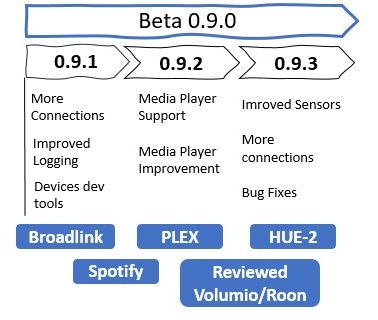 Beta 0.9.0
0.9.1
0.9.2
0.9.3
More
Connections
Improved
Logging
Devices dev
tools
Media Player
Support
Media Player
Improvement
Imroved Sensors
More
connections
Bug Fixes
Broadlink
PLEX
HUE-2
Spotify
Reviewed
Volumio/Roon